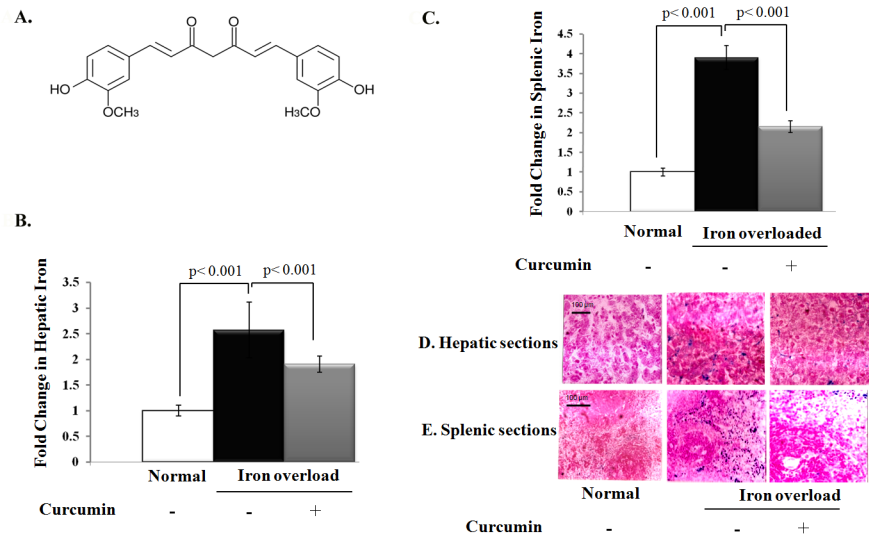 A.
O O
HO OH
OCH3 H3CO
B.
Fold Change in Hepatic Iron
p< 0.001 p< 0.001
3.5
3
2.5
2
1.5
1
0.5
0
Normal Iron overload
Curcumin - - +
C.
Fold Change in Splenic Iron
p< 0.001 p< 0.001
4.5
4
3.5
3
2.5
2
1.5
1
0.5
0
Normal Iron overloaded
Curcumin - - +
D. Hepatic sections
100 µm
E. Splenic sections
100 µm
Normal Iron overload
Curcumin - - +